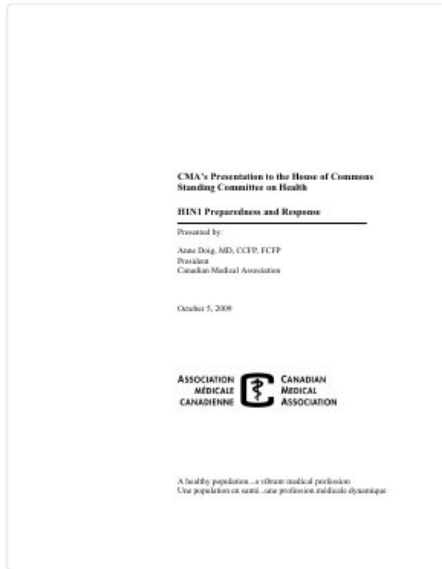 CMA's Presentation to the House of Commons
Standing Committee on Health
H1N1 Preparedness and Response
Presented by:
Anne Doig, MD, CCFP, FCFP
President
Canadian Medical Association
October 5, 2009
ASSOCIATION
MÉDICALE
CANADIENNE
CANADIAN
MEDICAL
ASSOCIATION
A healthy population...a vibrant medical profession
Une population en santé...une profession médicale dynamique